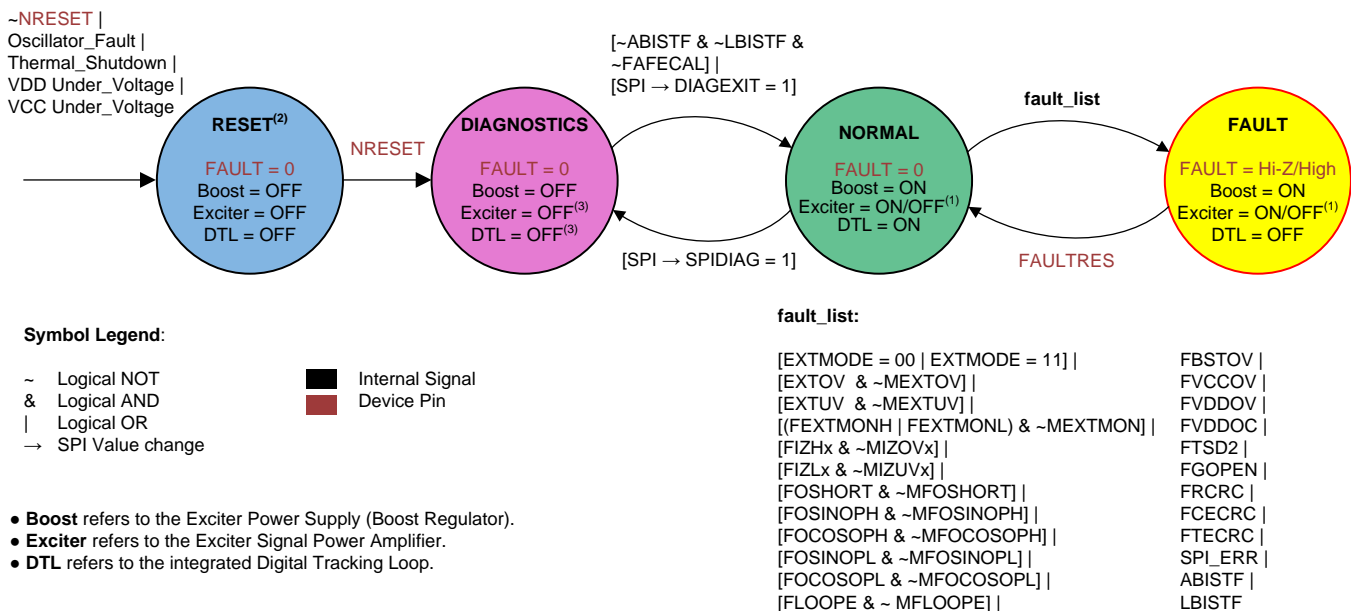 ~NRESET |
Oscillator_Fault |
Thermal_Shutdown |
VDD Under_Voltage |
VCC Under_Voltage
RESET(2)
FAULT = 0
Boost = OFF
Exciter = OFF
DTL = OFF
NRESET
DIAGNOSTICS
FAULT = 0
Boost = OFF
Exciter = OFF(3)
DTL = OFF(3)
[~ABISTF & ~LBISTF &
~FAFECAL] |
[SPI → DIAGEXIT = 1]
[SPI → SPIDIAG = 1]
NORMAL
FAULT = 0
Boost = ON
Exciter = ON/OFF(1)
DTL = ON
fault_list
FAULTRES
FAULT
FAULT = Hi-Z/High
Boost = ON
Exciter = ON/OFF(1)
DTL = OFF
Symbol Legend:
~ Logical NOT
& Logical AND
| Logical OR
→ SPI Value change
Internal Signal
Device Pin
● Boost refers to the Exciter Power Supply (Boost Regulator).
● Exciter refers to the Exciter Signal Power Amplifier.
● DTL refers to the integrated Digital Tracking Loop.
fault_list:
[EXTMODE = 00 | EXTMODE = 11] |
[EXTOV & ~MEXTOV] |
[EXTUV & ~MEXTUV] |
[(FEXTMONH | FEXTMONL) & ~MEXTMON] |
[FIZHx & ~MIZOVx] |
[FIZLx & ~MIZUVx] |
[FOSHORT & ~MFOSHORT] |
[FOSINOPH & ~MFOSINOPH] |
[FOCOSOPH & ~MFOCOSOPH] |
[FOSINOPL & ~MFOSINOPL] |
[FOCOSOPL & ~MFOCOSOPL] |
[FLOOPE & ~ MFLOOPE] |
FBSTOV |
FVCCOV |
FVDDOV |
FVDDOC |
FTSD2 |
FGOPEN |
FRCRC |
FCECRC |
FTECRC |
SPI_ERR |
ABISTF |
LBISTF